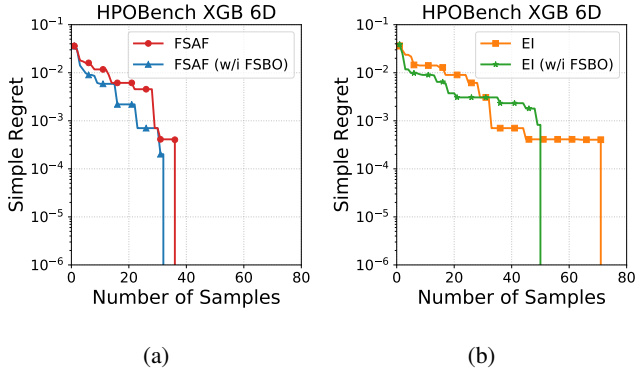 HPOBench XGB 6D
10⁻¹
10⁻²
10⁻³
10⁻⁴
10⁻⁵
10⁻⁶
Simple Regret
FSAF
FSAF (w/i FSBO)
0 20 40 60 80
Number of Samples
(a)
HPOBench XGB 6D
10⁻¹
10⁻²
10⁻³
10⁻⁴
10⁻⁵
10⁻⁶
Simple Regret
EI
EI (w/i FSBO)
0 20 40 60 80
Number of Samples
(b)